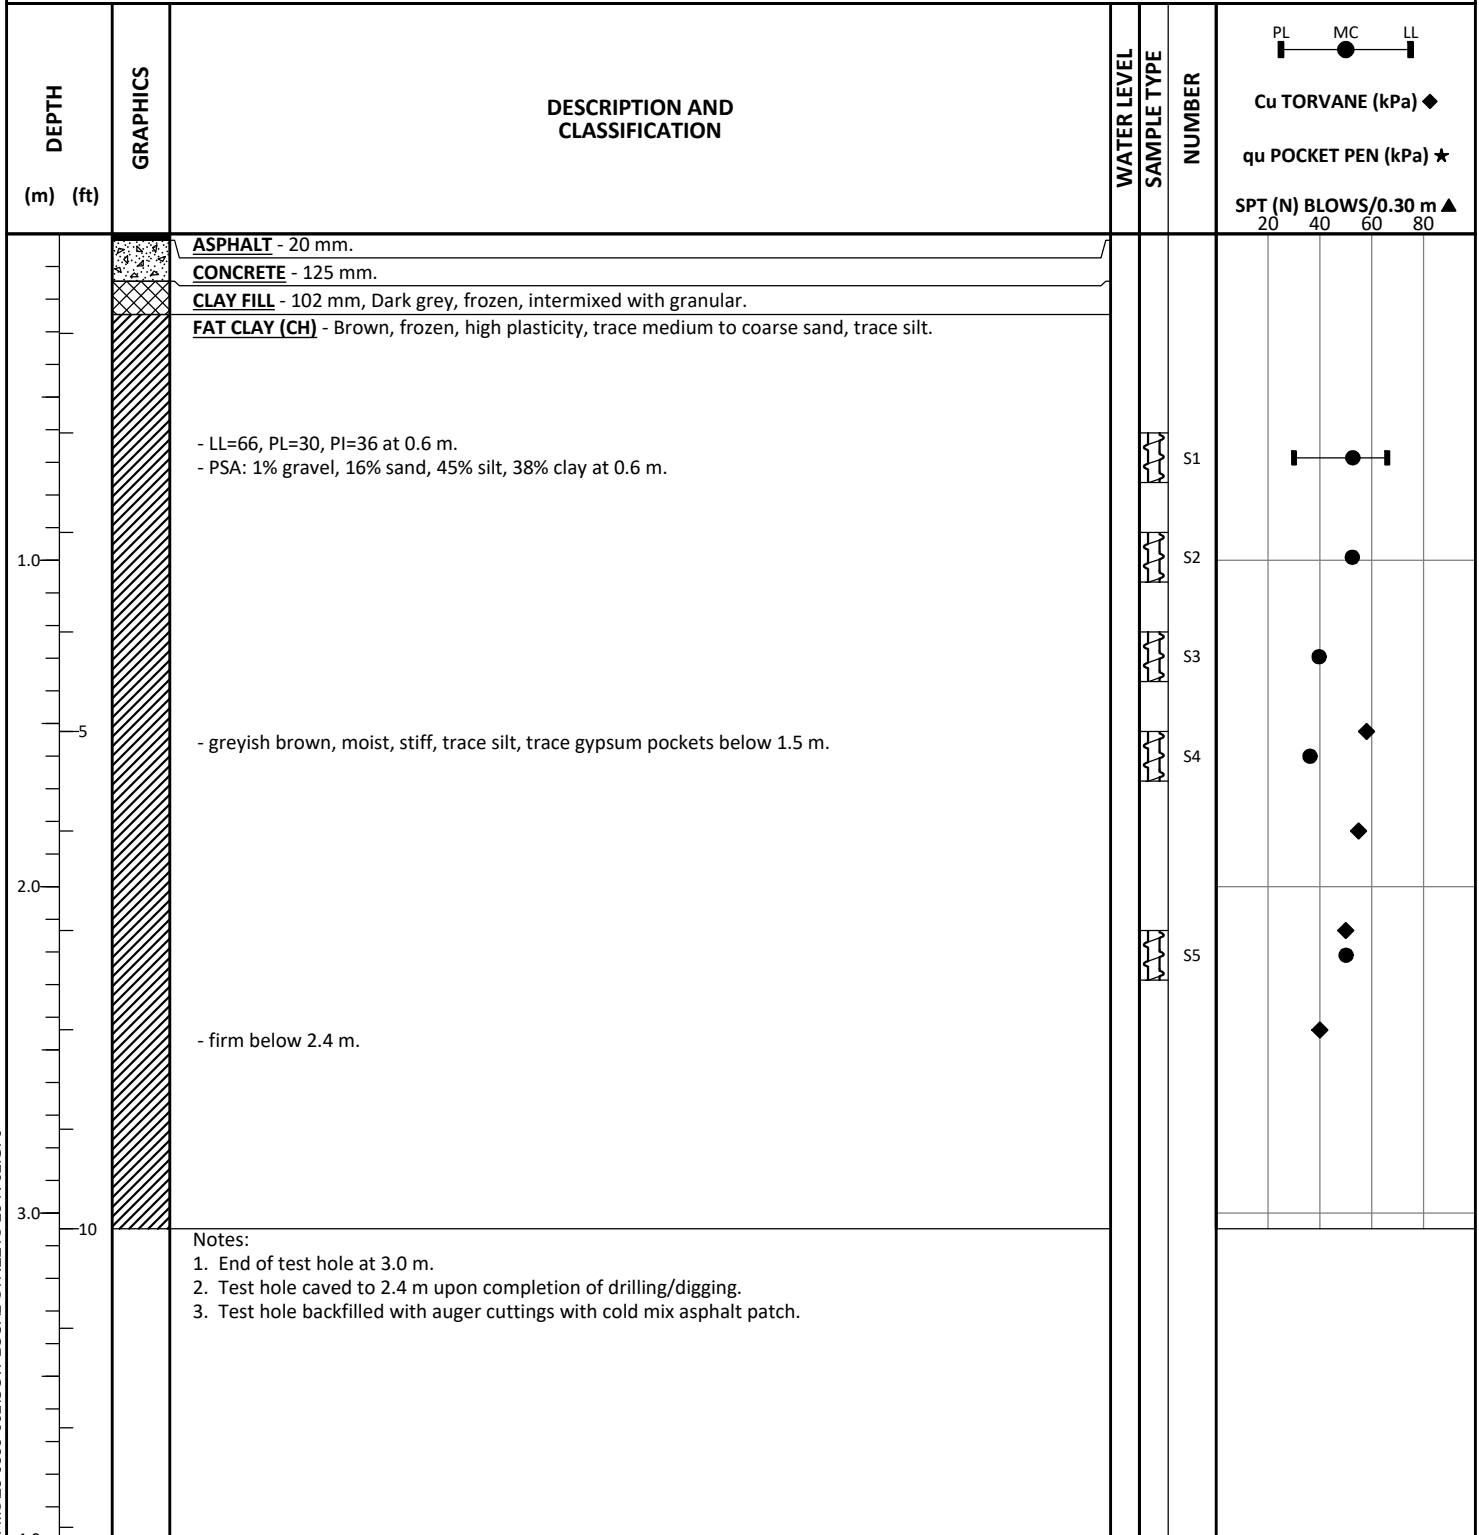 DEPTH
(m) (ft)
GRAPHICS
DESCRIPTION AND
CLASSIFICATION
WATER LEVEL
SAMPLE TYPE
NUMBER
PL MC LL
Cu TORVANE (kPa) ◆
qu POCKET PEN (kPa) ★
SPT (N) BLOWS/0.30 m ▲
20 40 60 80
ASPHALT - 20 mm.
CONCRETE - 125 mm.
CLAY FILL - 102 mm, Dark grey, frozen, intermixed with granular.
FAT CLAY (CH) - Brown, frozen, high plasticity, trace medium to coarse sand, trace silt.
- LL=66, PL=30, PI=36 at 0.6 m.
- PSA: 1% gravel, 16% sand, 45% silt, 38% clay at 0.6 m.
S1
1.0
S2
S3
5
- greyish brown, moist, stiff, trace silt, trace gypsum pockets below 1.5 m.
S4
2.0
S5
- firm below 2.4 m.
3.0
10
Notes:
1. End of test hole at 3.0 m.
2. Test hole caved to 2.4 m upon completion of drilling/digging.
3. Test hole backfilled with auger cuttings with cold mix asphalt patch.